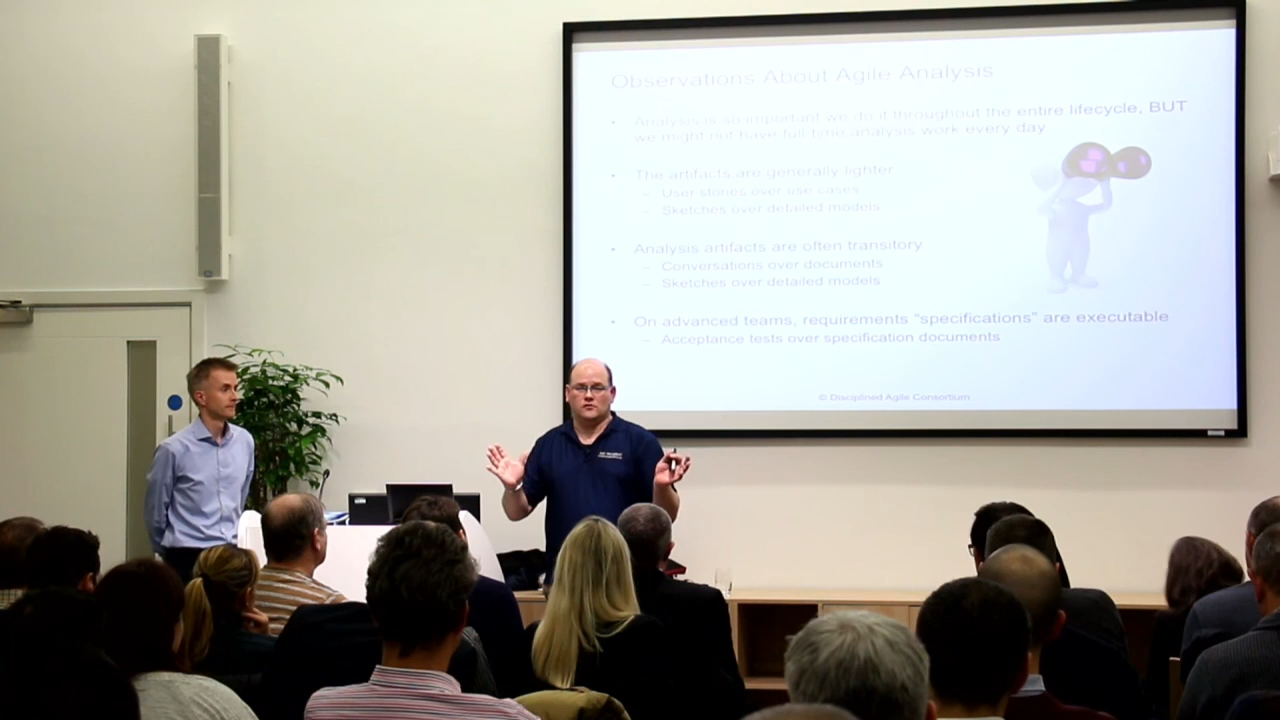 Observations About Agile Analysis
• Analysis is so important we do it throughout the entire lifecycle, BUT
we might not have full-time analysis work every day
• The artifacts are generally lighter
– User stories over use cases
– Sketches over detailed models
• Analysis artifacts are often transitory
– Conversations over documents
– Sketches over detailed models
• On advanced teams, requirements "specifications" are executable
– Acceptance tests over specification documents
© Disciplined Agile Consortium